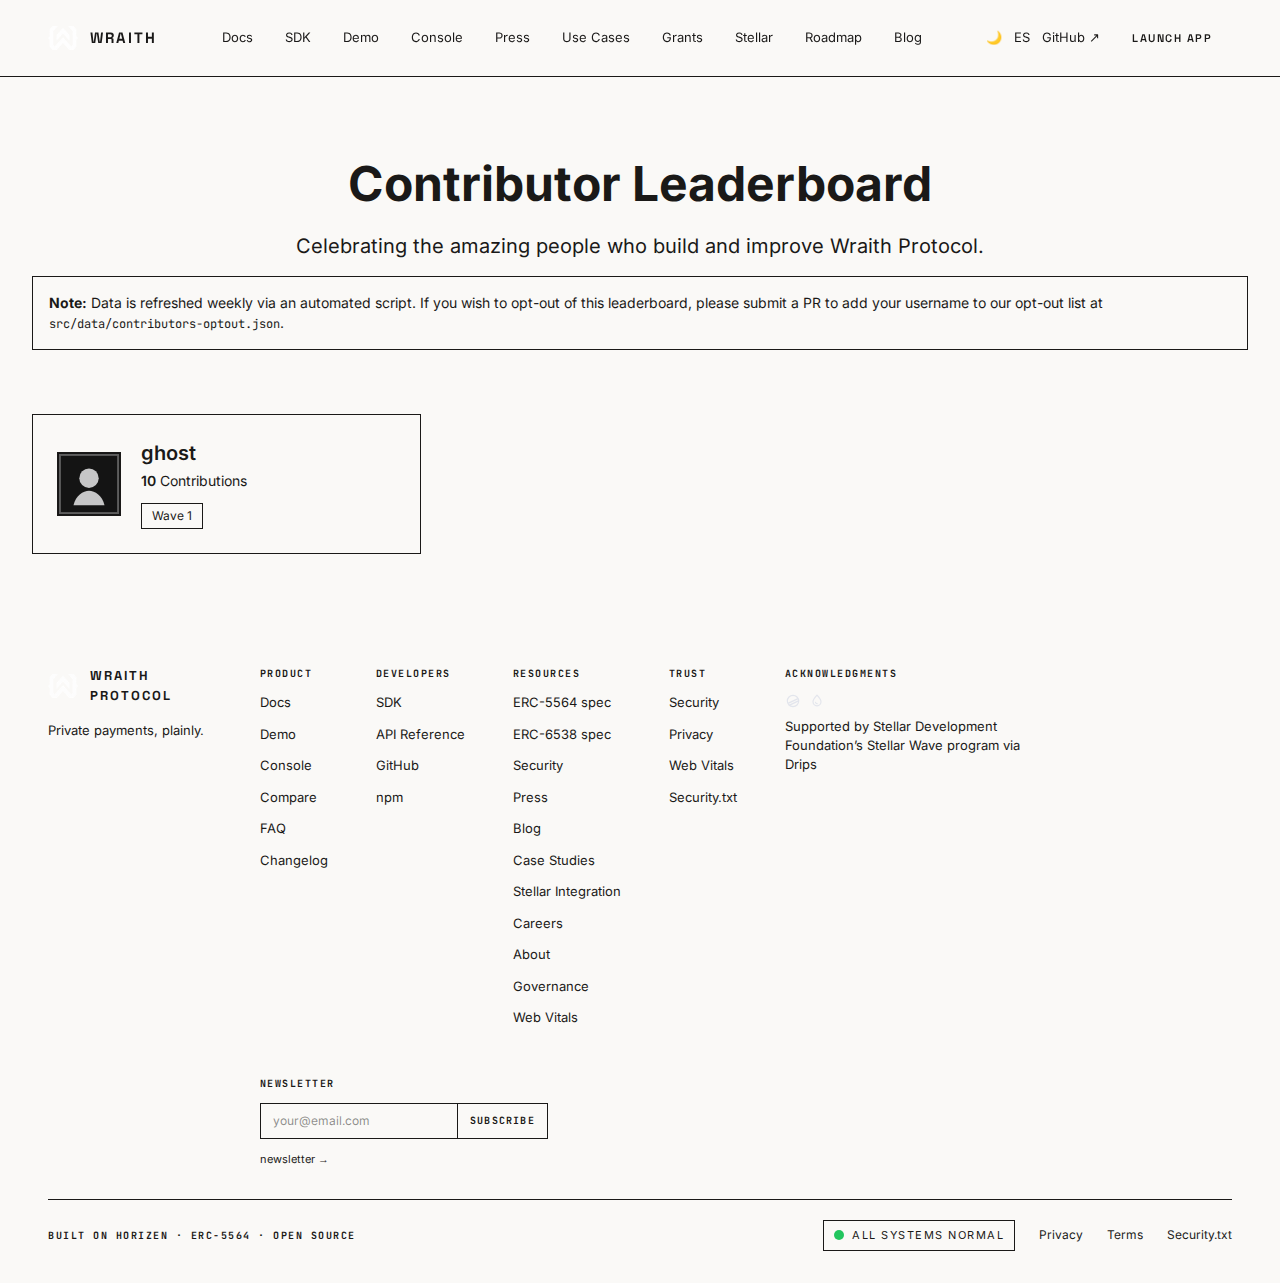 WRAITH
Docs SDK Demo Console Press Use Cases Grants Stellar Roadmap Blog
ES GitHub ↗ LAUNCH APP
Contributor Leaderboard
Celebrating the amazing people who build and improve Wraith Protocol.
Note: Data is refreshed weekly via an automated script. If you wish to opt-out of this leaderboard, please submit a PR to add your username to our opt-out list at
src/data/contributors-optout.json.
ghost
10 Contributions
Wave 1
WRAITH
PROTOCOL
Private payments, plainly.
PRODUCT
Docs
Demo
Console
Compare
FAQ
Changelog
DEVELOPERS
SDK
API Reference
GitHub
npm
RESOURCES
ERC-5564 spec
ERC-6538 spec
Security
Press
Blog
Case Studies
Stellar Integration
Careers
About
Governance
Web Vitals
TRUST
Security
Privacy
Web Vitals
Security.txt
ACKNOWLEDGMENTS
Supported by Stellar Development
Foundation's Stellar Wave program via
Drips
NEWSLETTER
your@email.com SUBSCRIBE
newsletter →
BUILT ON HORIZEN · ERC-5564 · OPEN SOURCE
ALL SYSTEMS NORMAL Privacy Terms Security.txt